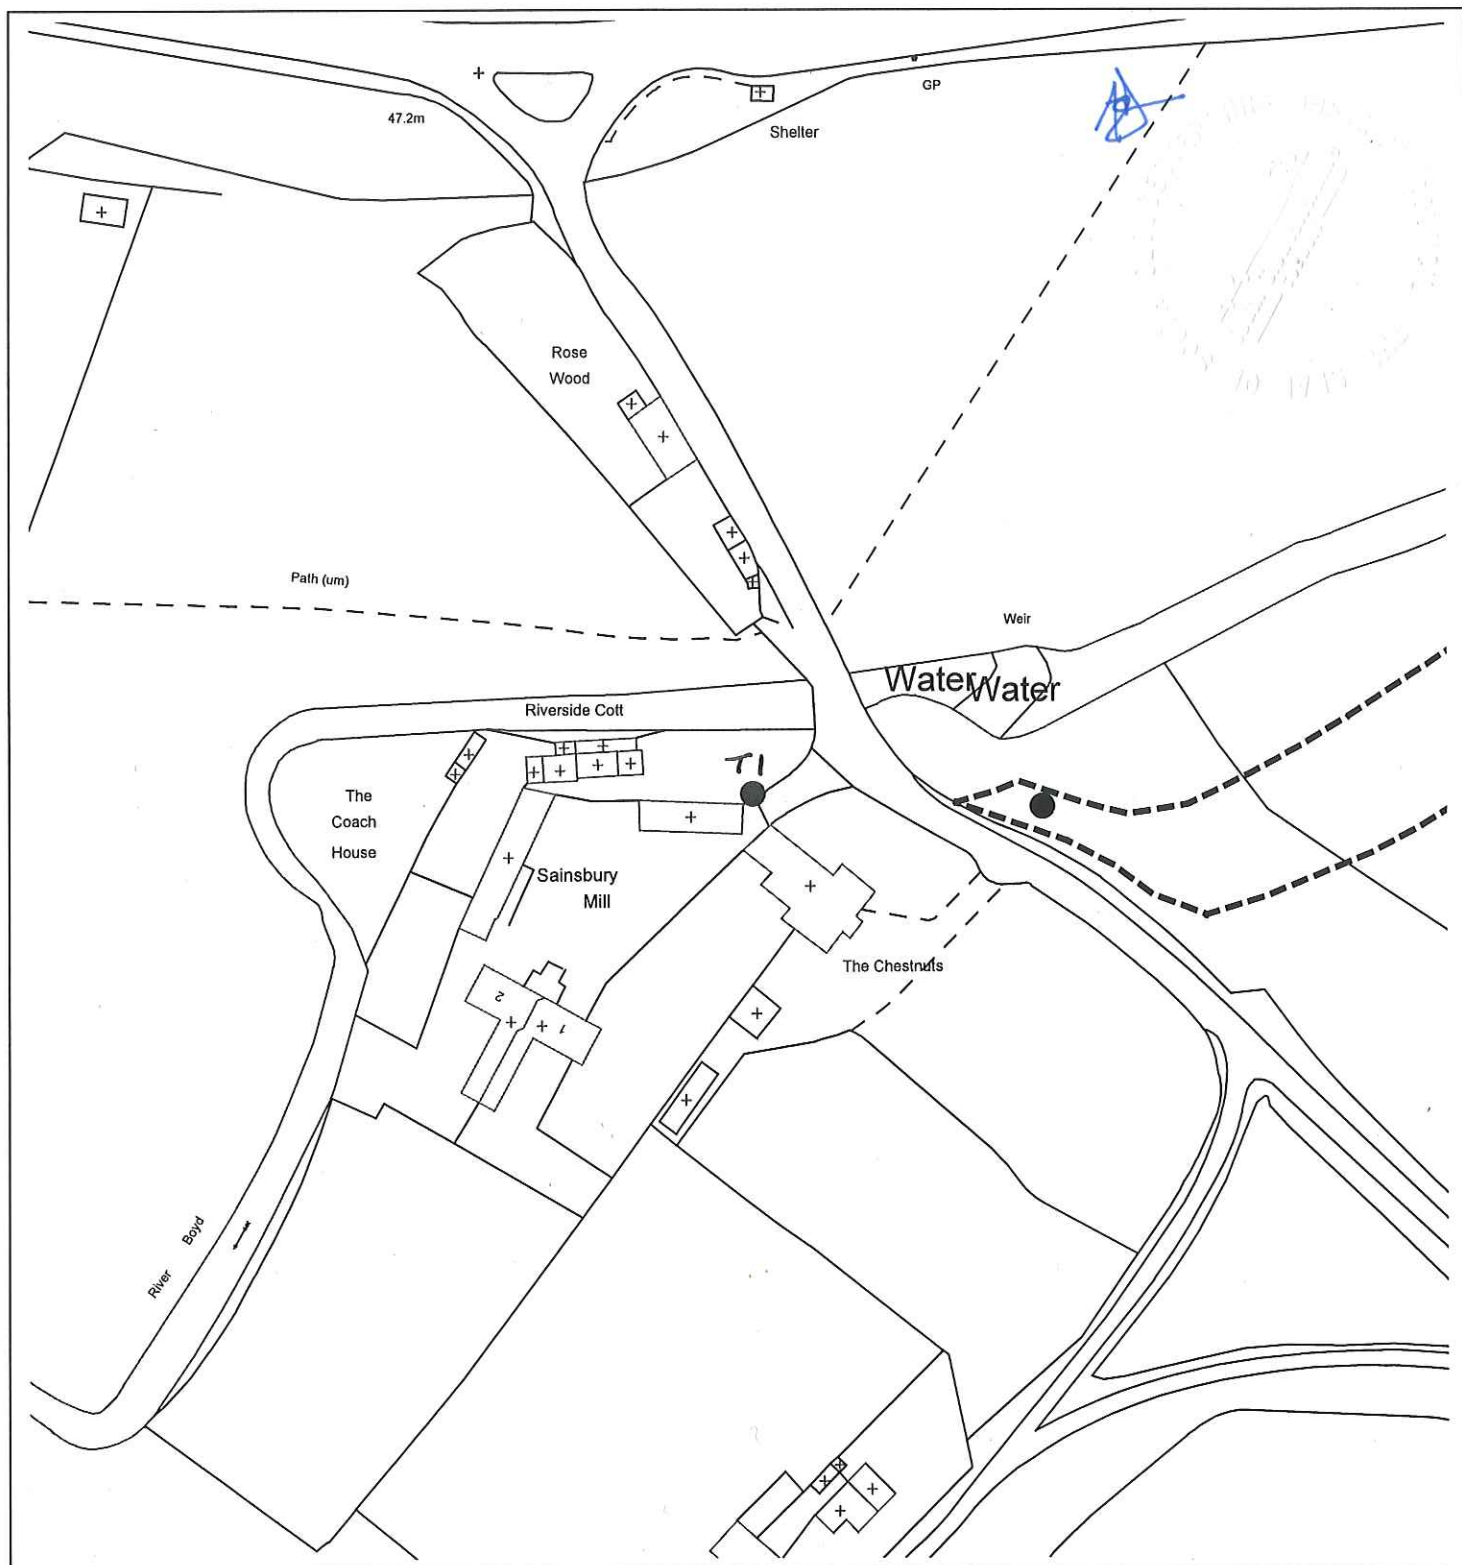 GP
47.2m
Shelter
Rose
Wood
Path (um)
Weir
Water
Water
Riverside Cott
T1
The
Coach
House
Sainsbury
Mill
The Chestnuts
2
1
River Boyd